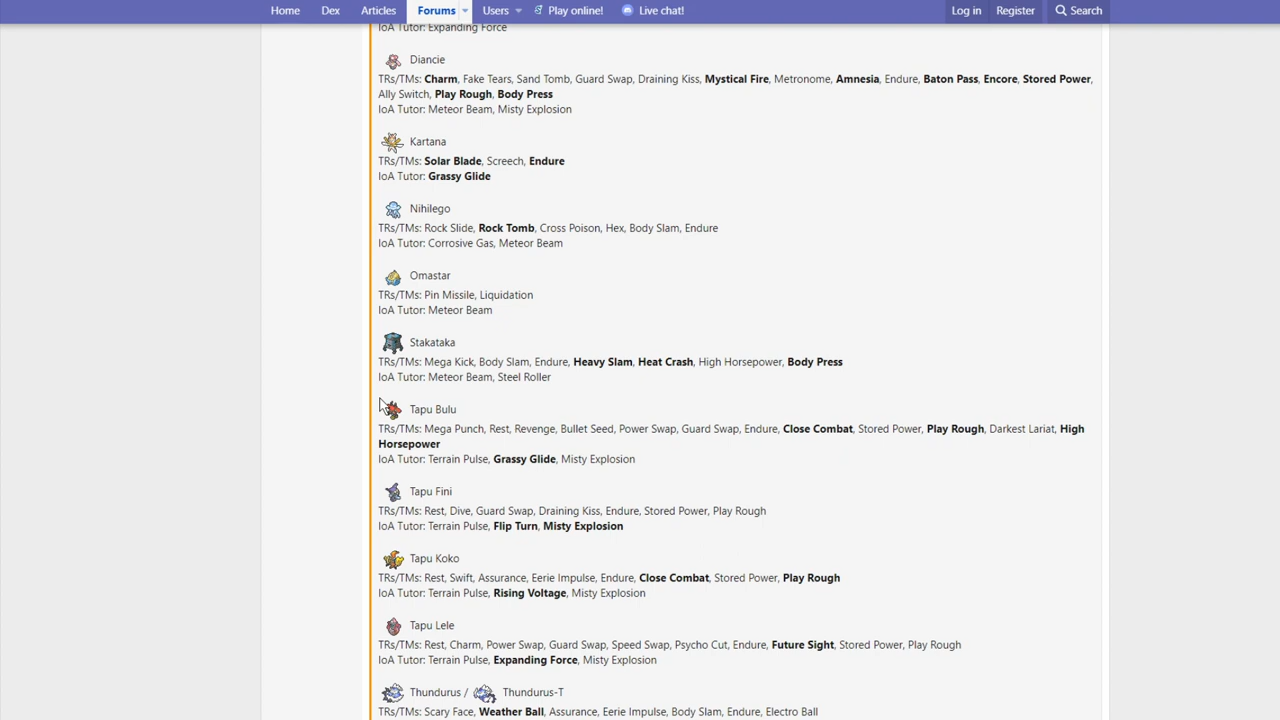 Home Dex Articles Forums Users Play online! Live chat! Log in Register Search
IoA Tutor: Expanding Force
Diancie
TRs/TMs: Charm, Fake Tears, Sand Tomb, Guard Swap, Draining Kiss, Mystical Fire, Metronome, Amnesia, Endure, Baton Pass, Encore, Stored Power,
Ally Switch, Play Rough, Body Press
IoA Tutor: Meteor Beam, Misty Explosion
Kartana
TRs/TMs: Solar Blade, Screech, Endure
IoA Tutor: Grassy Glide
Nihilego
TRs/TMs: Rock Slide, Rock Tomb, Cross Poison, Hex, Body Slam, Endure
IoA Tutor: Corrosive Gas, Meteor Beam
Omastar
TRs/TMs: Pin Missile, Liquidation
IoA Tutor: Meteor Beam
Stakataka
TRs/TMs: Mega Kick, Body Slam, Endure, Heavy Slam, Heat Crash, High Horsepower, Body Press
IoA Tutor: Meteor Beam, Steel Roller
Tapu Bulu
TRs/TMs: Mega Punch, Rest, Revenge, Bullet Seed, Power Swap, Guard Swap, Endure, Close Combat, Stored Power, Play Rough, Darkest Lariat, High
Horsepower
IoA Tutor: Terrain Pulse, Grassy Glide, Misty Explosion
Tapu Fini
TRs/TMs: Rest, Dive, Guard Swap, Draining Kiss, Endure, Stored Power, Play Rough
IoA Tutor: Terrain Pulse, Flip Turn, Misty Explosion
Tapu Koko
TRs/TMs: Rest, Swift, Assurance, Eerie Impulse, Endure, Close Combat, Stored Power, Play Rough
IoA Tutor: Terrain Pulse, Rising Voltage, Misty Explosion
Tapu Lele
TRs/TMs: Rest, Charm, Power Swap, Guard Swap, Speed Swap, Psycho Cut, Endure, Future Sight, Stored Power, Play Rough
IoA Tutor: Terrain Pulse, Expanding Force, Misty Explosion
Thundurus / Thundurus-T
TRs/TMs: Scary Face, Weather Ball, Assurance, Eerie Impulse, Body Slam, Endure, Electro Ball